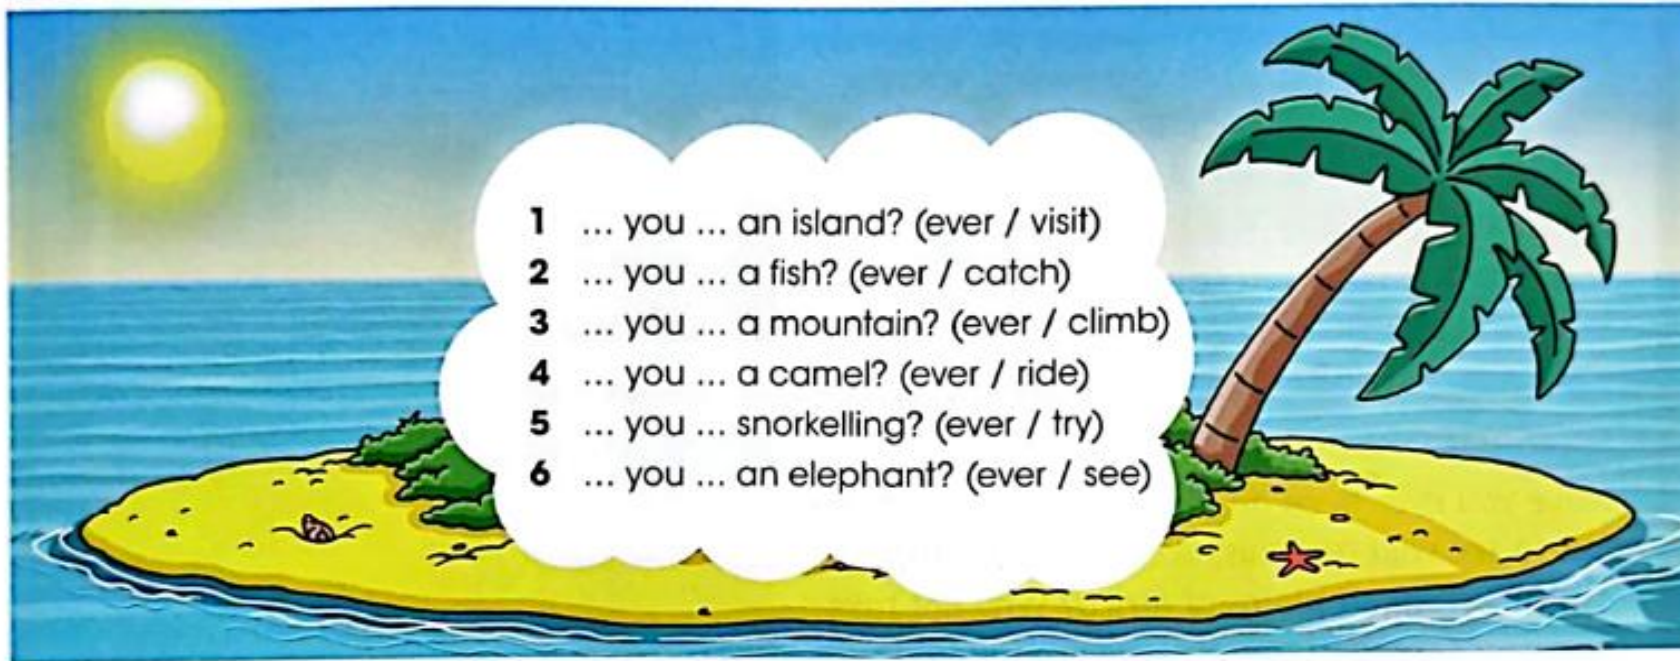 1 ... you ... an island? (ever / visit)
2 ... you ... a fish? (ever / catch)
3 ... you ... a mountain? (ever / climb)
4 ... you ... a camel? (ever / ride)
5 ... you ... snorkelling? (ever / try)
6 ... you ... an elephant? (ever / see)